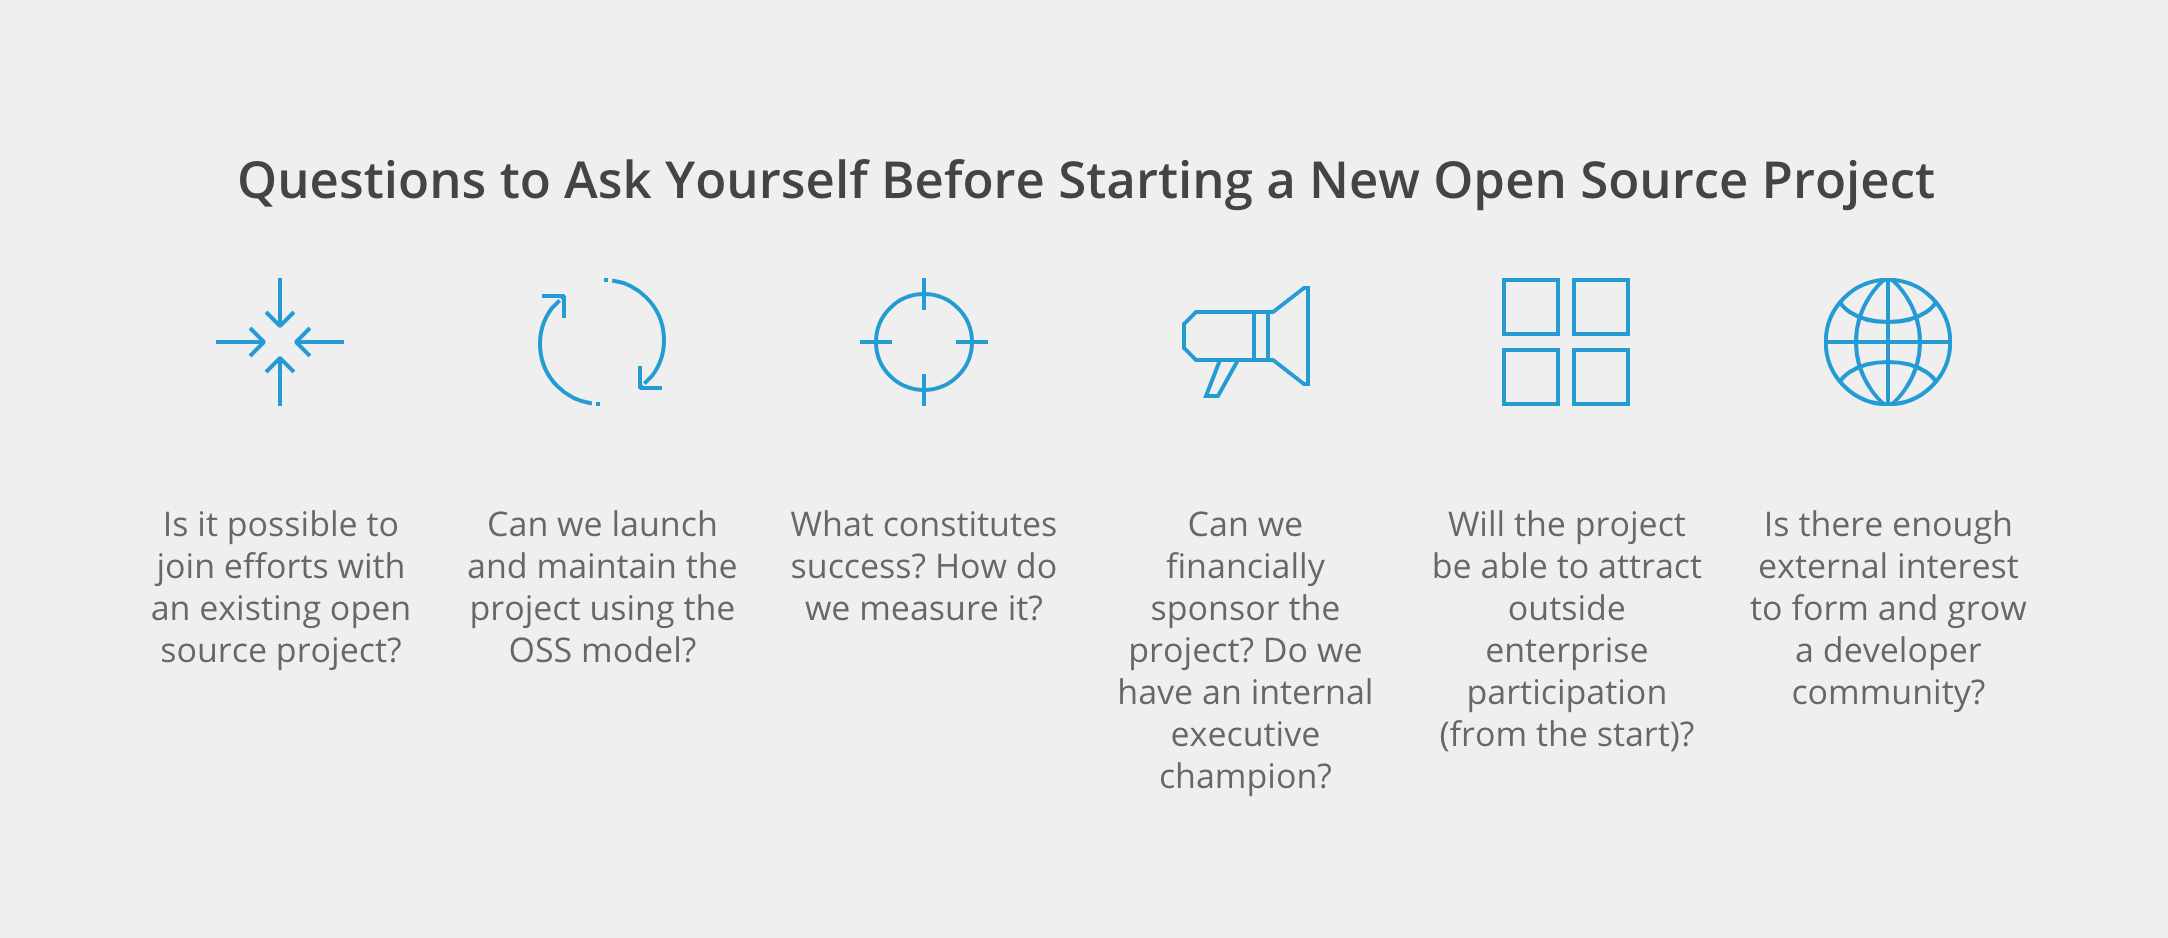 Questions to Ask Yourself Before Starting a New Open Source Project
Is it possible to
join efforts with
an existing open
source project?
Can we launch
and maintain the
project using the
OSS model?
What constitutes
success? How do
we measure it?
Can we
financially
sponsor the
project? Do we
have an internal
executive
champion?
Will the project
be able to attract
outside
enterprise
participation
(from the start)?
Is there enough
external interest
to form and grow
a developer
community?